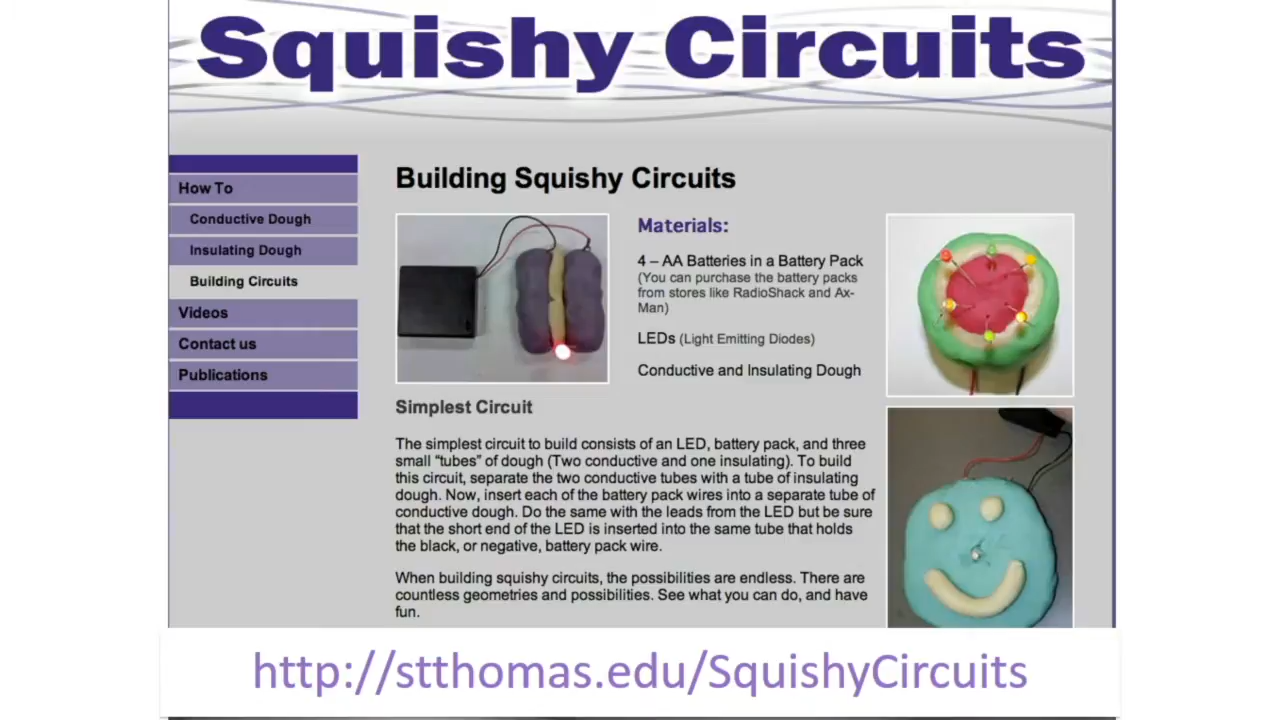 Squishy Circuits
How To
Conductive Dough
Insulating Dough
Building Circuits
Videos
Contact us
Publications
Building Squishy Circuits
Materials:
4 – AA Batteries in a Battery Pack
(You can purchase the battery packs
from stores like RadioShack and Ax-
Man)
LEDs (Light Emitting Diodes)
Conductive and Insulating Dough
Simplest Circuit
The simplest circuit to build consists of an LED, battery pack, and three
small “tubes” of dough (Two conductive and one insulating). To build
this circuit, separate the two conductive tubes with a tube of insulating
dough. Now, insert each of the battery pack wires into a separate tube of
conductive dough. Do the same with the leads from the LED but be sure
that the short end of the LED is inserted into the same tube that holds
the black, or negative, battery pack wire.
When building squishy circuits, the possibilities are endless. There are
countless geometries and possibilities. See what you can do, and have
fun.
http://stthomas.edu/SquishyCircuits